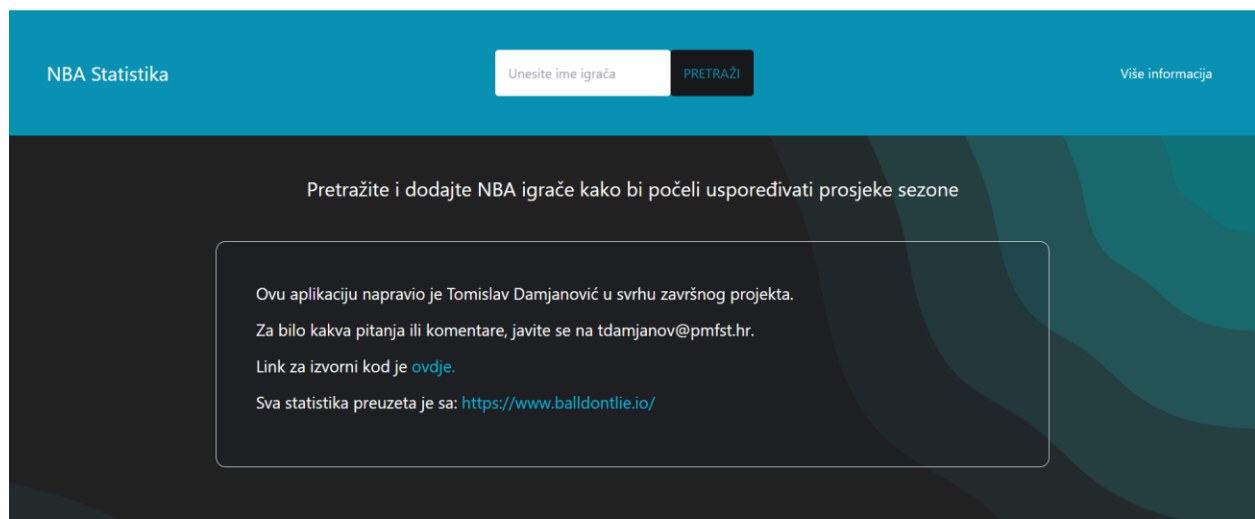 NBA Statistika
Unesite ime igrača
PRETRAŽI
Više informacija
Pretražite i dodajte NBA igrače kako bi počeli uspoređivati prosjeke sezone
Ovu aplikaciju napravio je Tomislav Damjanović u svrhu završnog projekta.
Za bilo kakva pitanja ili komentare, javite se na tdamjanov@pmfst.hr.
Link za izvorni kod je ovdje.
Sva statistika preuzeta je sa: https://www.balldontlie.io/